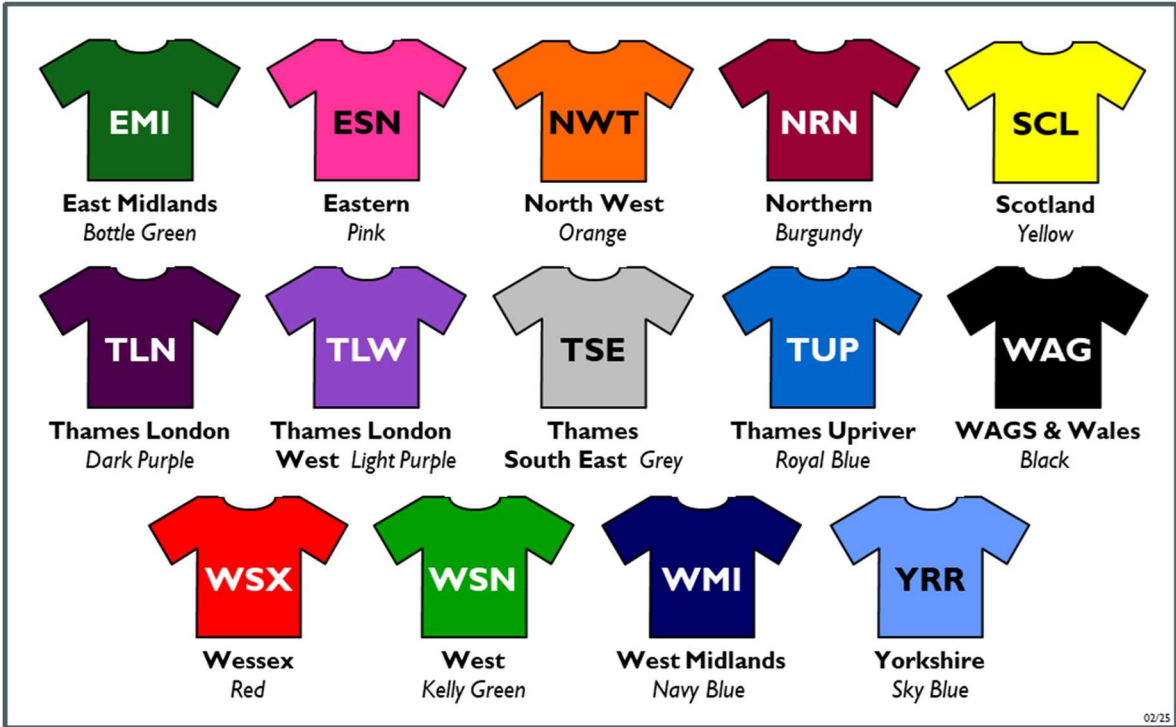 EMI ESN NWT NRN SCL
East Midlands Eastern North West Northern Scotland
Bottle Green Pink Orange Burgundy Yellow
TLN TLW TSE TUP WAG
Thames London Thames London Thames Thames Upriver WAGS & Wales
Dark Purple West Light Purple South East Grey Royal Blue Black
WSX WSN WMI YRR
Wessex West West Midlands Yorkshire
Red Kelly Green Navy Blue Sky Blue
02/25